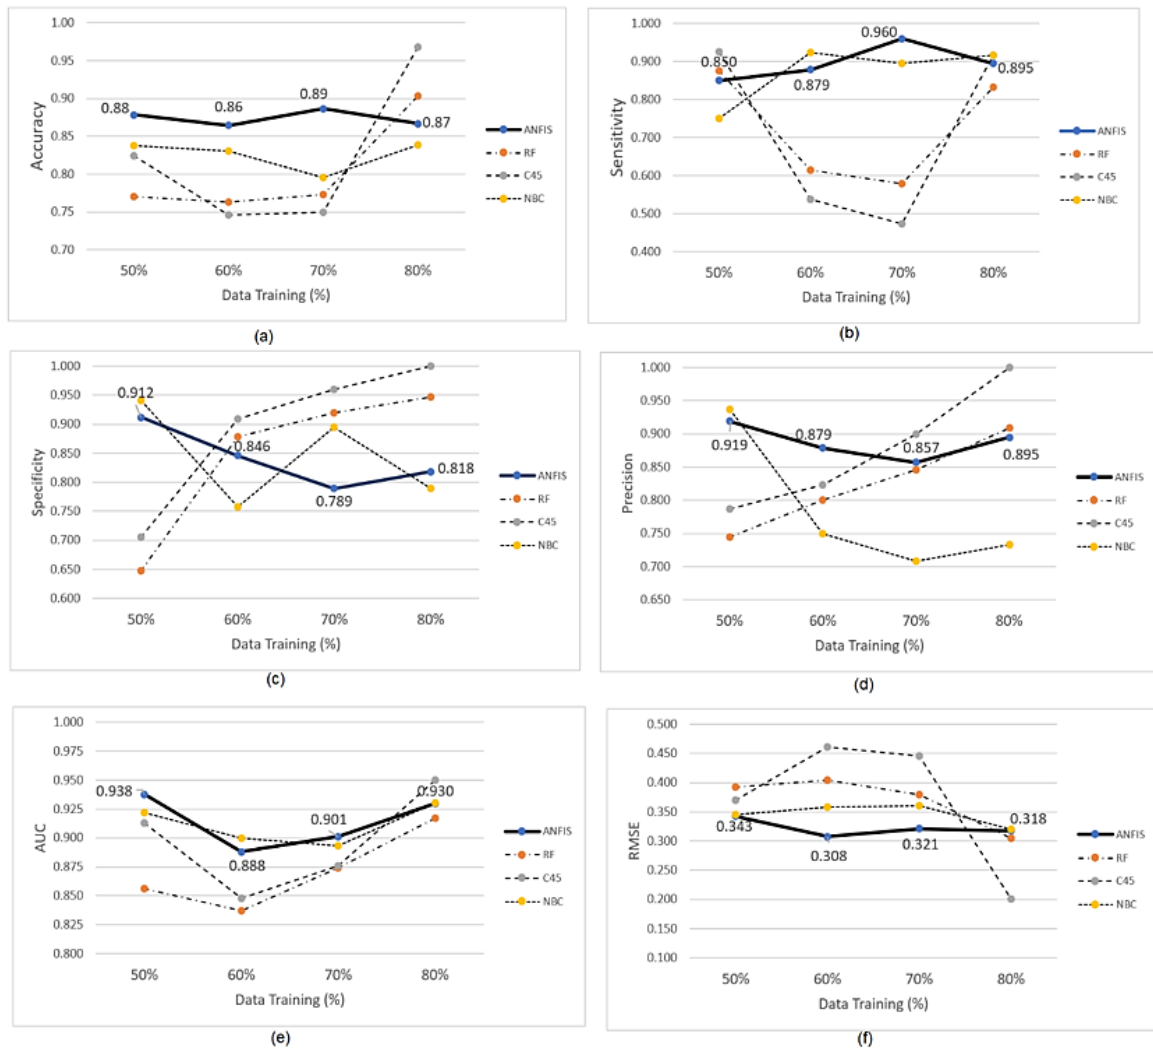 1.00
0.95
0.90
0.85
0.80
0.75
0.70
Accuracy
0.88
0.86
0.89
0.87
50%
60%
70%
80%
Data Training (%)
ANFIS
RF
C45
NBC
(a)
1.000
0.900
0.800
0.700
0.600
0.500
0.400
Sensitivity
0.850
0.879
0.960
0.895
50%
60%
70%
80%
Data Training (%)
ANFIS
RF
C45
NBC
(b)
1.000
0.950
0.900
0.850
0.800
0.750
0.700
0.650
0.600
Specificity
0.912
0.846
0.789
0.818
50%
60%
70%
80%
Data Training (%)
ANFIS
RF
C45
NBC
(c)
1.000
0.950
0.900
0.850
0.800
0.750
0.700
0.650
Precision
0.919
0.879
0.857
0.895
50%
60%
70%
80%
Data Training (%)
ANFIS
RF
C45
NBC
(d)
1.000
0.975
0.950
0.925
0.900
0.875
0.850
0.825
0.800
AUC
0.938
0.888
0.901
0.930
50%
60%
70%
80%
Data Training (%)
ANFIS
RF
C45
NBC
(e)
0.500
0.450
0.400
0.350
0.300
0.250
0.200
0.150
0.100
RMSE
0.343
0.308
0.321
0.318
50%
60%
70%
80%
Data Training (%)
ANFIS
RF
C45
NBC
(f)